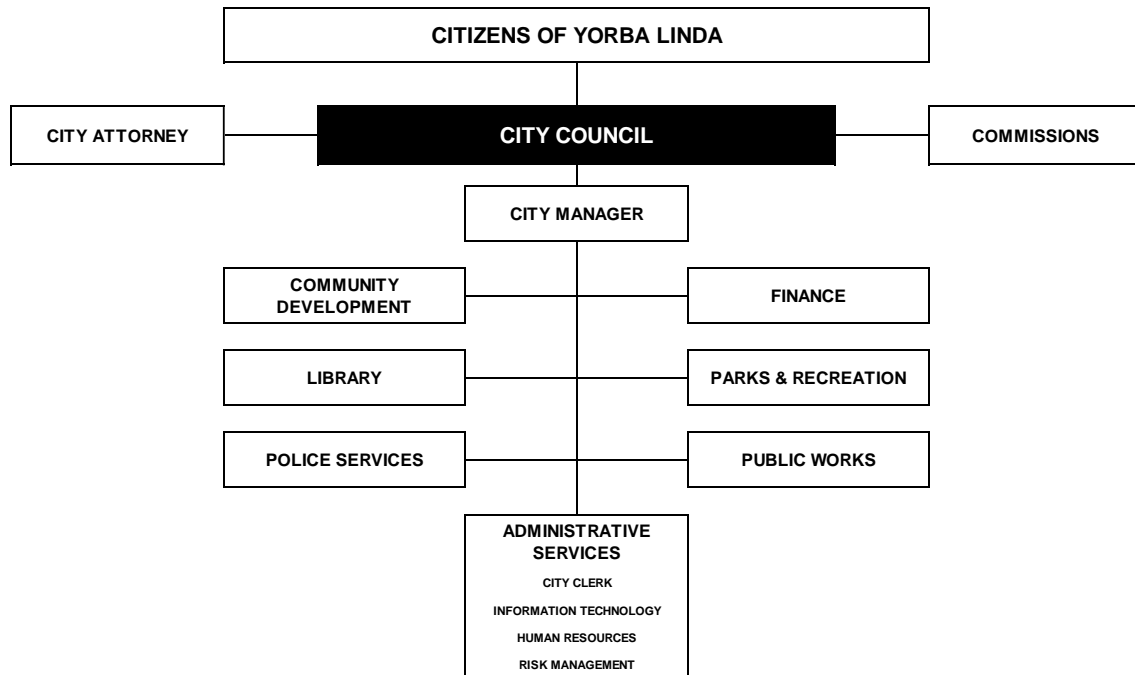 CITIZENS OF YORBA LINDA
CITY ATTORNEY
CITY COUNCIL
COMMISSIONS
CITY MANAGER
COMMUNITY
DEVELOPMENT
FINANCE
LIBRARY
PARKS & RECREATION
POLICE SERVICES
PUBLIC WORKS
ADMINISTRATIVE
SERVICES
CITY CLERK
INFORMATION TECHNOLOGY
HUMAN RESOURCES
RISK MANAGEMENT